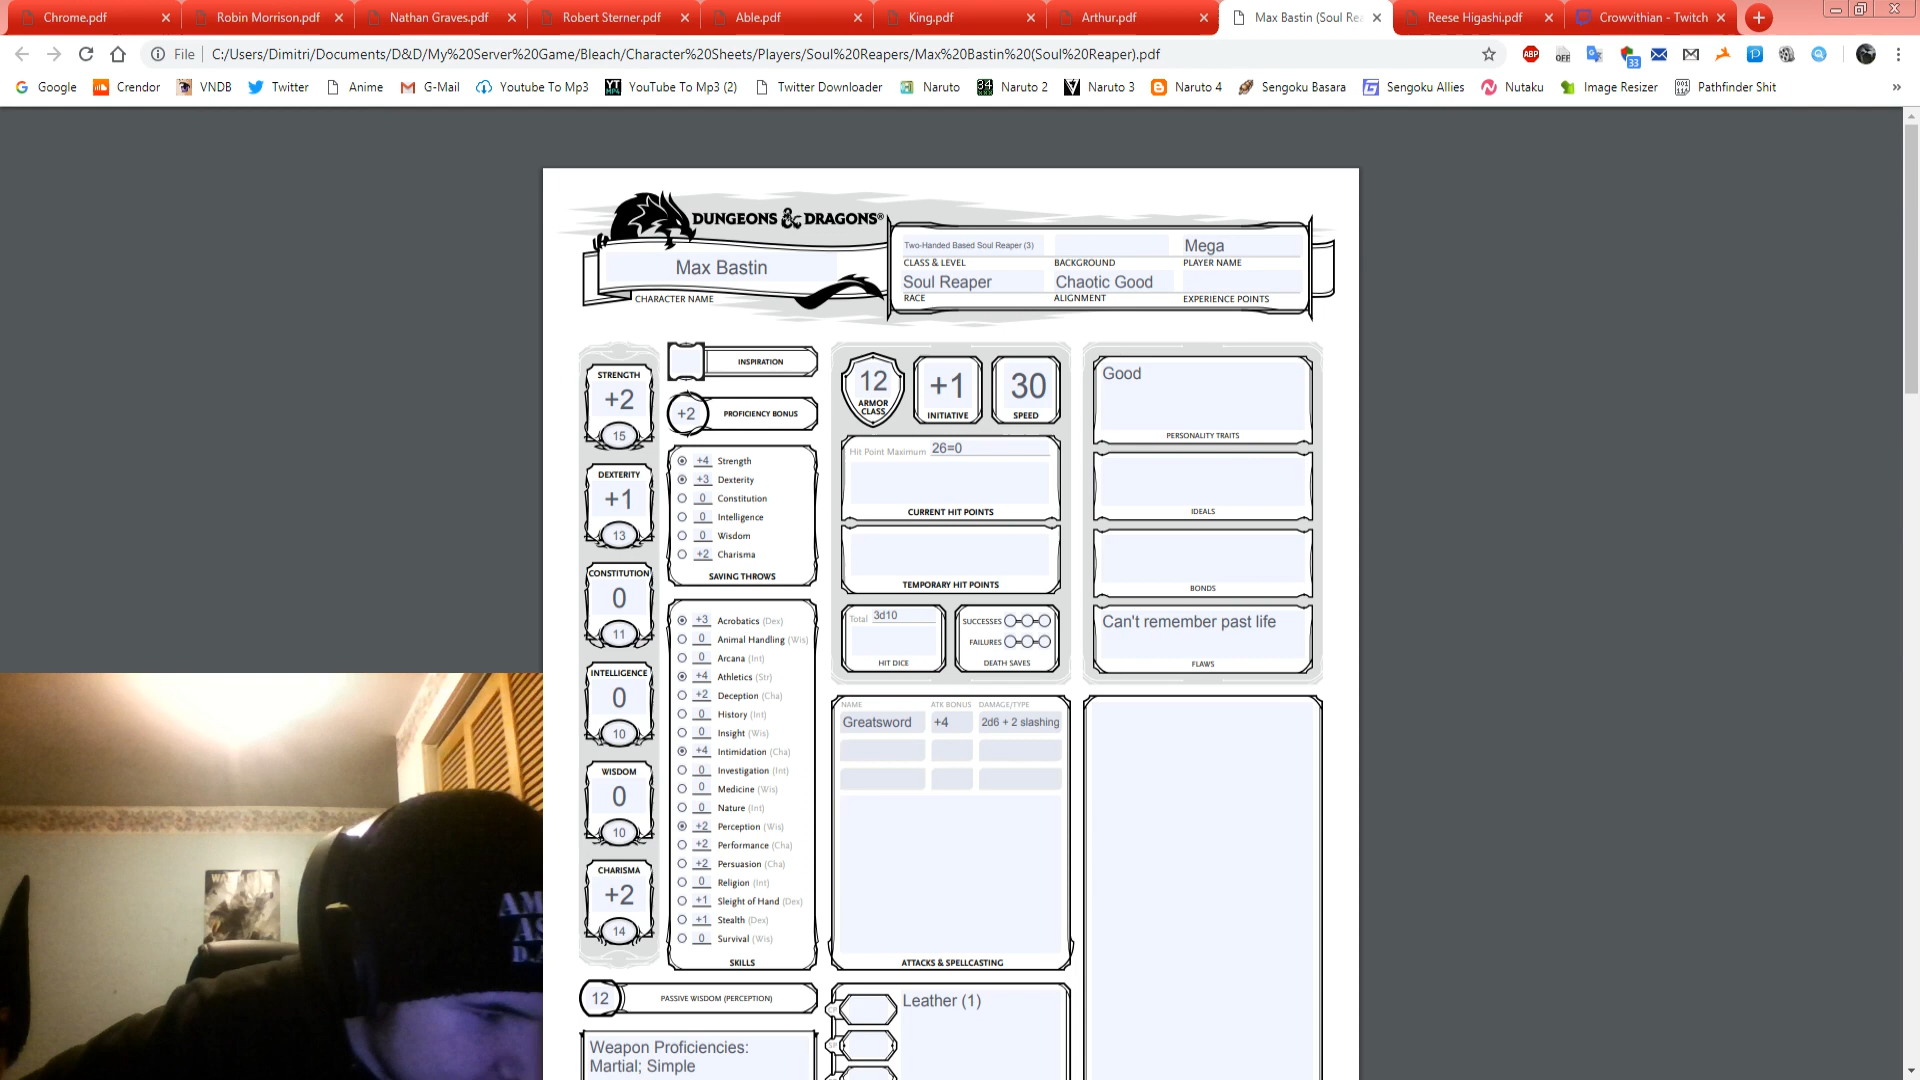 Chrome.pdf
Robin Morrison.pdf
Nathan Graves.pdf
Robert Sterner.pdf
Able.pdf
King.pdf
Arthur.pdf
Max Bastin (Soul Rea
Reese Higashi.pdf
Crowvithian - Twitch
File
C:/Users/Dimitri/Documents/D&D/My%20Server%20Game/Bleach/Character%20Sheets/Players/Soul%20Reapers/Max%20Bastin%20(Soul%20Reaper).pdf
ABP
OFF
33
Google
Crendor
VNDB
Twitter
Anime
G-Mail
Youtube To Mp3
YouTube To Mp3 (2)
Twitter Downloader
Naruto
Naruto 2
Naruto 3
Naruto 4
Sengoku Basara
Sengoku Allies
Nutaku
Image Resizer
Pathfinder Shit
DUNGEONS & DRAGONS®
Max Bastin
CHARACTER NAME
Two-Handed Based Soul Reaper (3)
Mega
CLASS & LEVEL
BACKGROUND
PLAYER NAME
Soul Reaper
Chaotic Good
RACE
ALIGNMENT
EXPERIENCE POINTS
STRENGTH
+2
15
DEXTERITY
+1
13
CONSTITUTION
0
11
INTELLIGENCE
0
10
WISDOM
0
10
CHARISMA
+2
14
INSPIRATION
+2
PROFICIENCY BONUS
+4 Strength
+3 Dexterity
0 Constitution
0 Intelligence
0 Wisdom
+2 Charisma
SAVING THROWS
+3 Acrobatics (Dex)
0 Animal Handling (Wis)
0 Arcana (Int)
+4 Athletics (Str)
+2 Deception (Cha)
0 History (Int)
0 Insight (Wis)
+4 Intimidation (Cha)
0 Investigation (Int)
0 Medicine (Wis)
0 Nature (Int)
+2 Perception (Wis)
+2 Performance (Cha)
+2 Persuasion (Cha)
0 Religion (Int)
+1 Sleight of Hand (Dex)
+1 Stealth (Dex)
0 Survival (Wis)
SKILLS
12
PASSIVE WISDOM (PERCEPTION)
Weapon Proficiencies:
Martial; Simple
12
ARMOR
CLASS
+1
INITIATIVE
30
SPEED
Hit Point Maximum 26=0
CURRENT HIT POINTS
TEMPORARY HIT POINTS
Total 3d10
HIT DICE
SUCCESSES
FAILURES
DEATH SAVES
NAME
ATK BONUS
DAMAGE/TYPE
Greatsword
+4
2d6 + 2 slashing
ATTACKS & SPELLCASTING
CP
SP
Leather (1)
Good
PERSONALITY TRAITS
IDEALS
BONDS
Can't remember past life
FLAWS